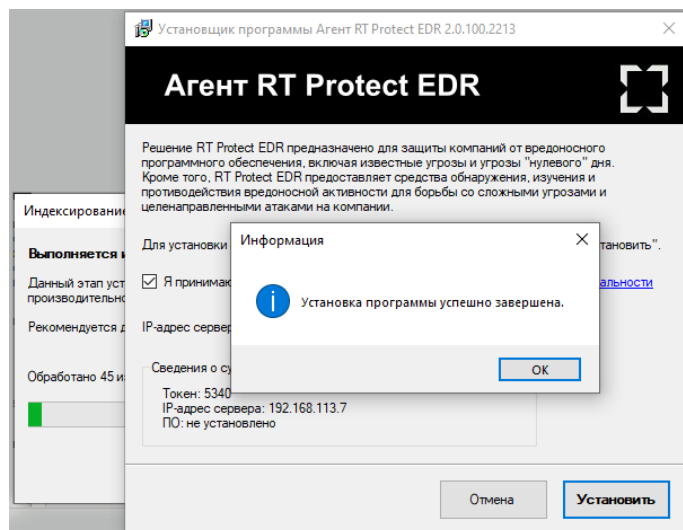 Установщик программы Агент RT Protect EDR 2.0.100.2213
Агент RT Protect EDR
Решение RT Protect EDR предназначено для защиты компаний от вредоносного
программного обеспечения, включая известные угрозы и угрозы "нулевого" дня.
Кроме того, RT Protect EDR предоставляет средства обнаружения, изучения и
противодействия вредоносной активности для борьбы со сложными угрозами и
целенаправленными атаками на компании.
Для установки
тановить".
Я принимаю
альности
IP-адрес сервер
Сведения о су
Токен: 5340
IP-адрес сервера: 192.168.113.7
ПО: не установлено
Отмена
Установить
Информация
Установка программы успешно завершена.
OK
Индексирование
Выполняется и
Данный этап уст
производительно
Рекомендуется д
Обработано 45 из